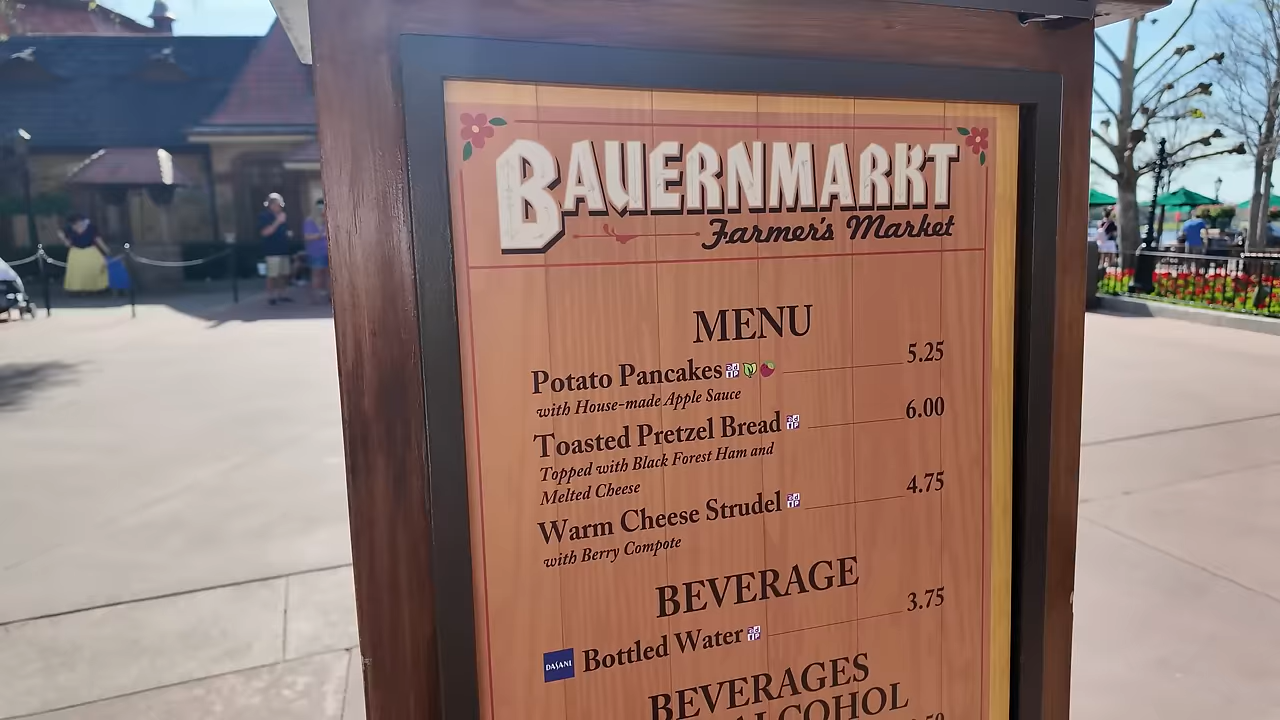 BAUERNMARKT
Farmer's Market
MENU
Potato Pancakes 5.25
with House-made Apple Sauce
Toasted Pretzel Bread 6.00
Topped with Black Forest Ham and
Melted Cheese
Warm Cheese Strudel 4.75
with Berry Compote
BEVERAGE
DASANI Bottled Water 3.75
BEVERAGES